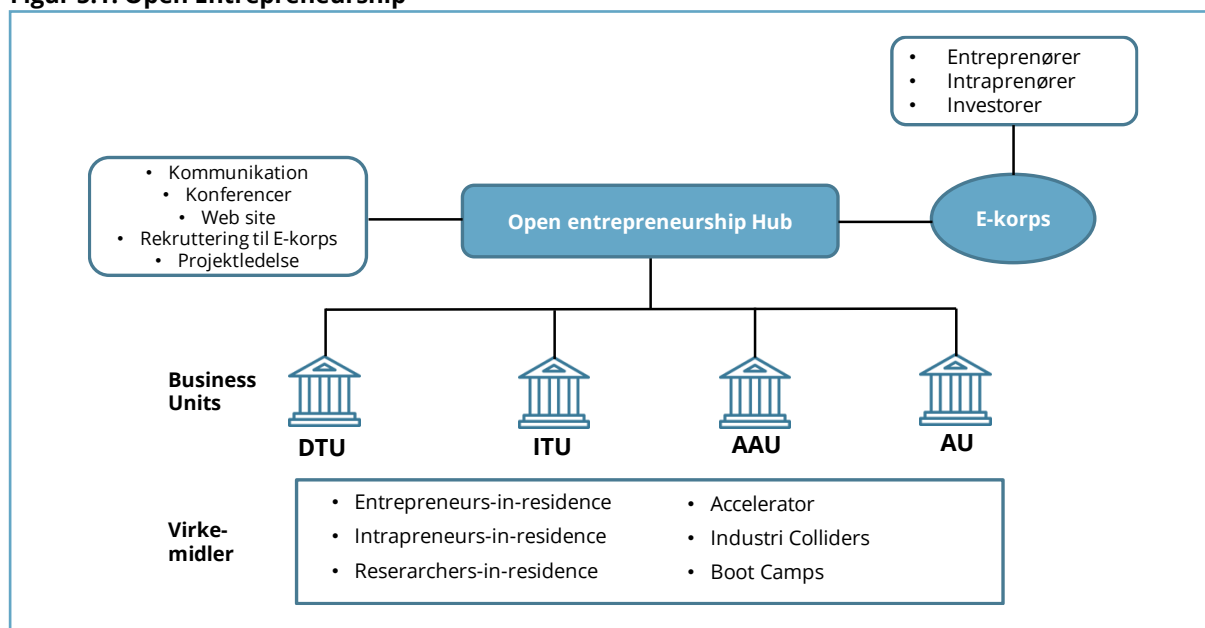 • Entreprenører
• Intraprenører
• Investorer
• Kommunikation
• Konferencer
• Web site
• Rekruttering til E-korps
• Projektledelse
Open entrepreneurship Hub
E-korps
Business
Units
DTU
ITU
AAU
AU
Virke-
midler
• Entrepreneurs-in-residence
• Intrapreneurs-in-residence
• Reserarchers-in-residence
• Accelerator
• Industri Colliders
• Boot Camps